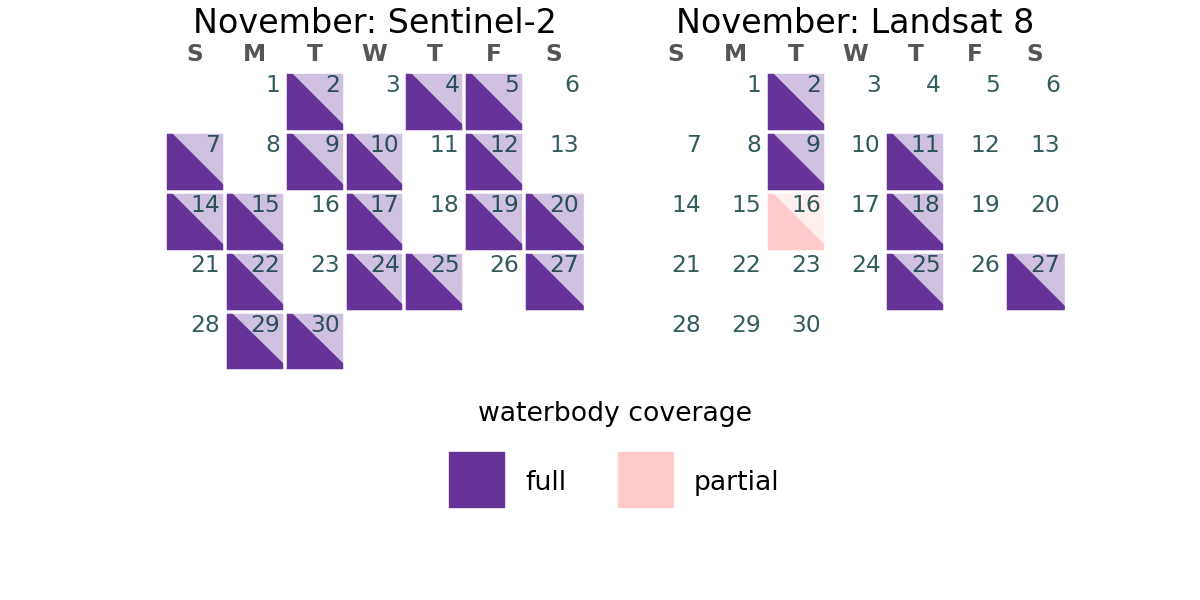 November: Sentinel-2
S M T W T F S
1 2 3 4 5 6
7 8 9 10 11 12 13
14 15 16 17 18 19 20
21 22 23 24 25 26 27
28 29 30
November: Landsat 8
S M T W T F S
1 2 3 4 5 6
7 8 9 10 11 12 13
14 15 16 17 18 19 20
21 22 23 24 25 26 27
28 29 30
waterbody coverage
full
partial